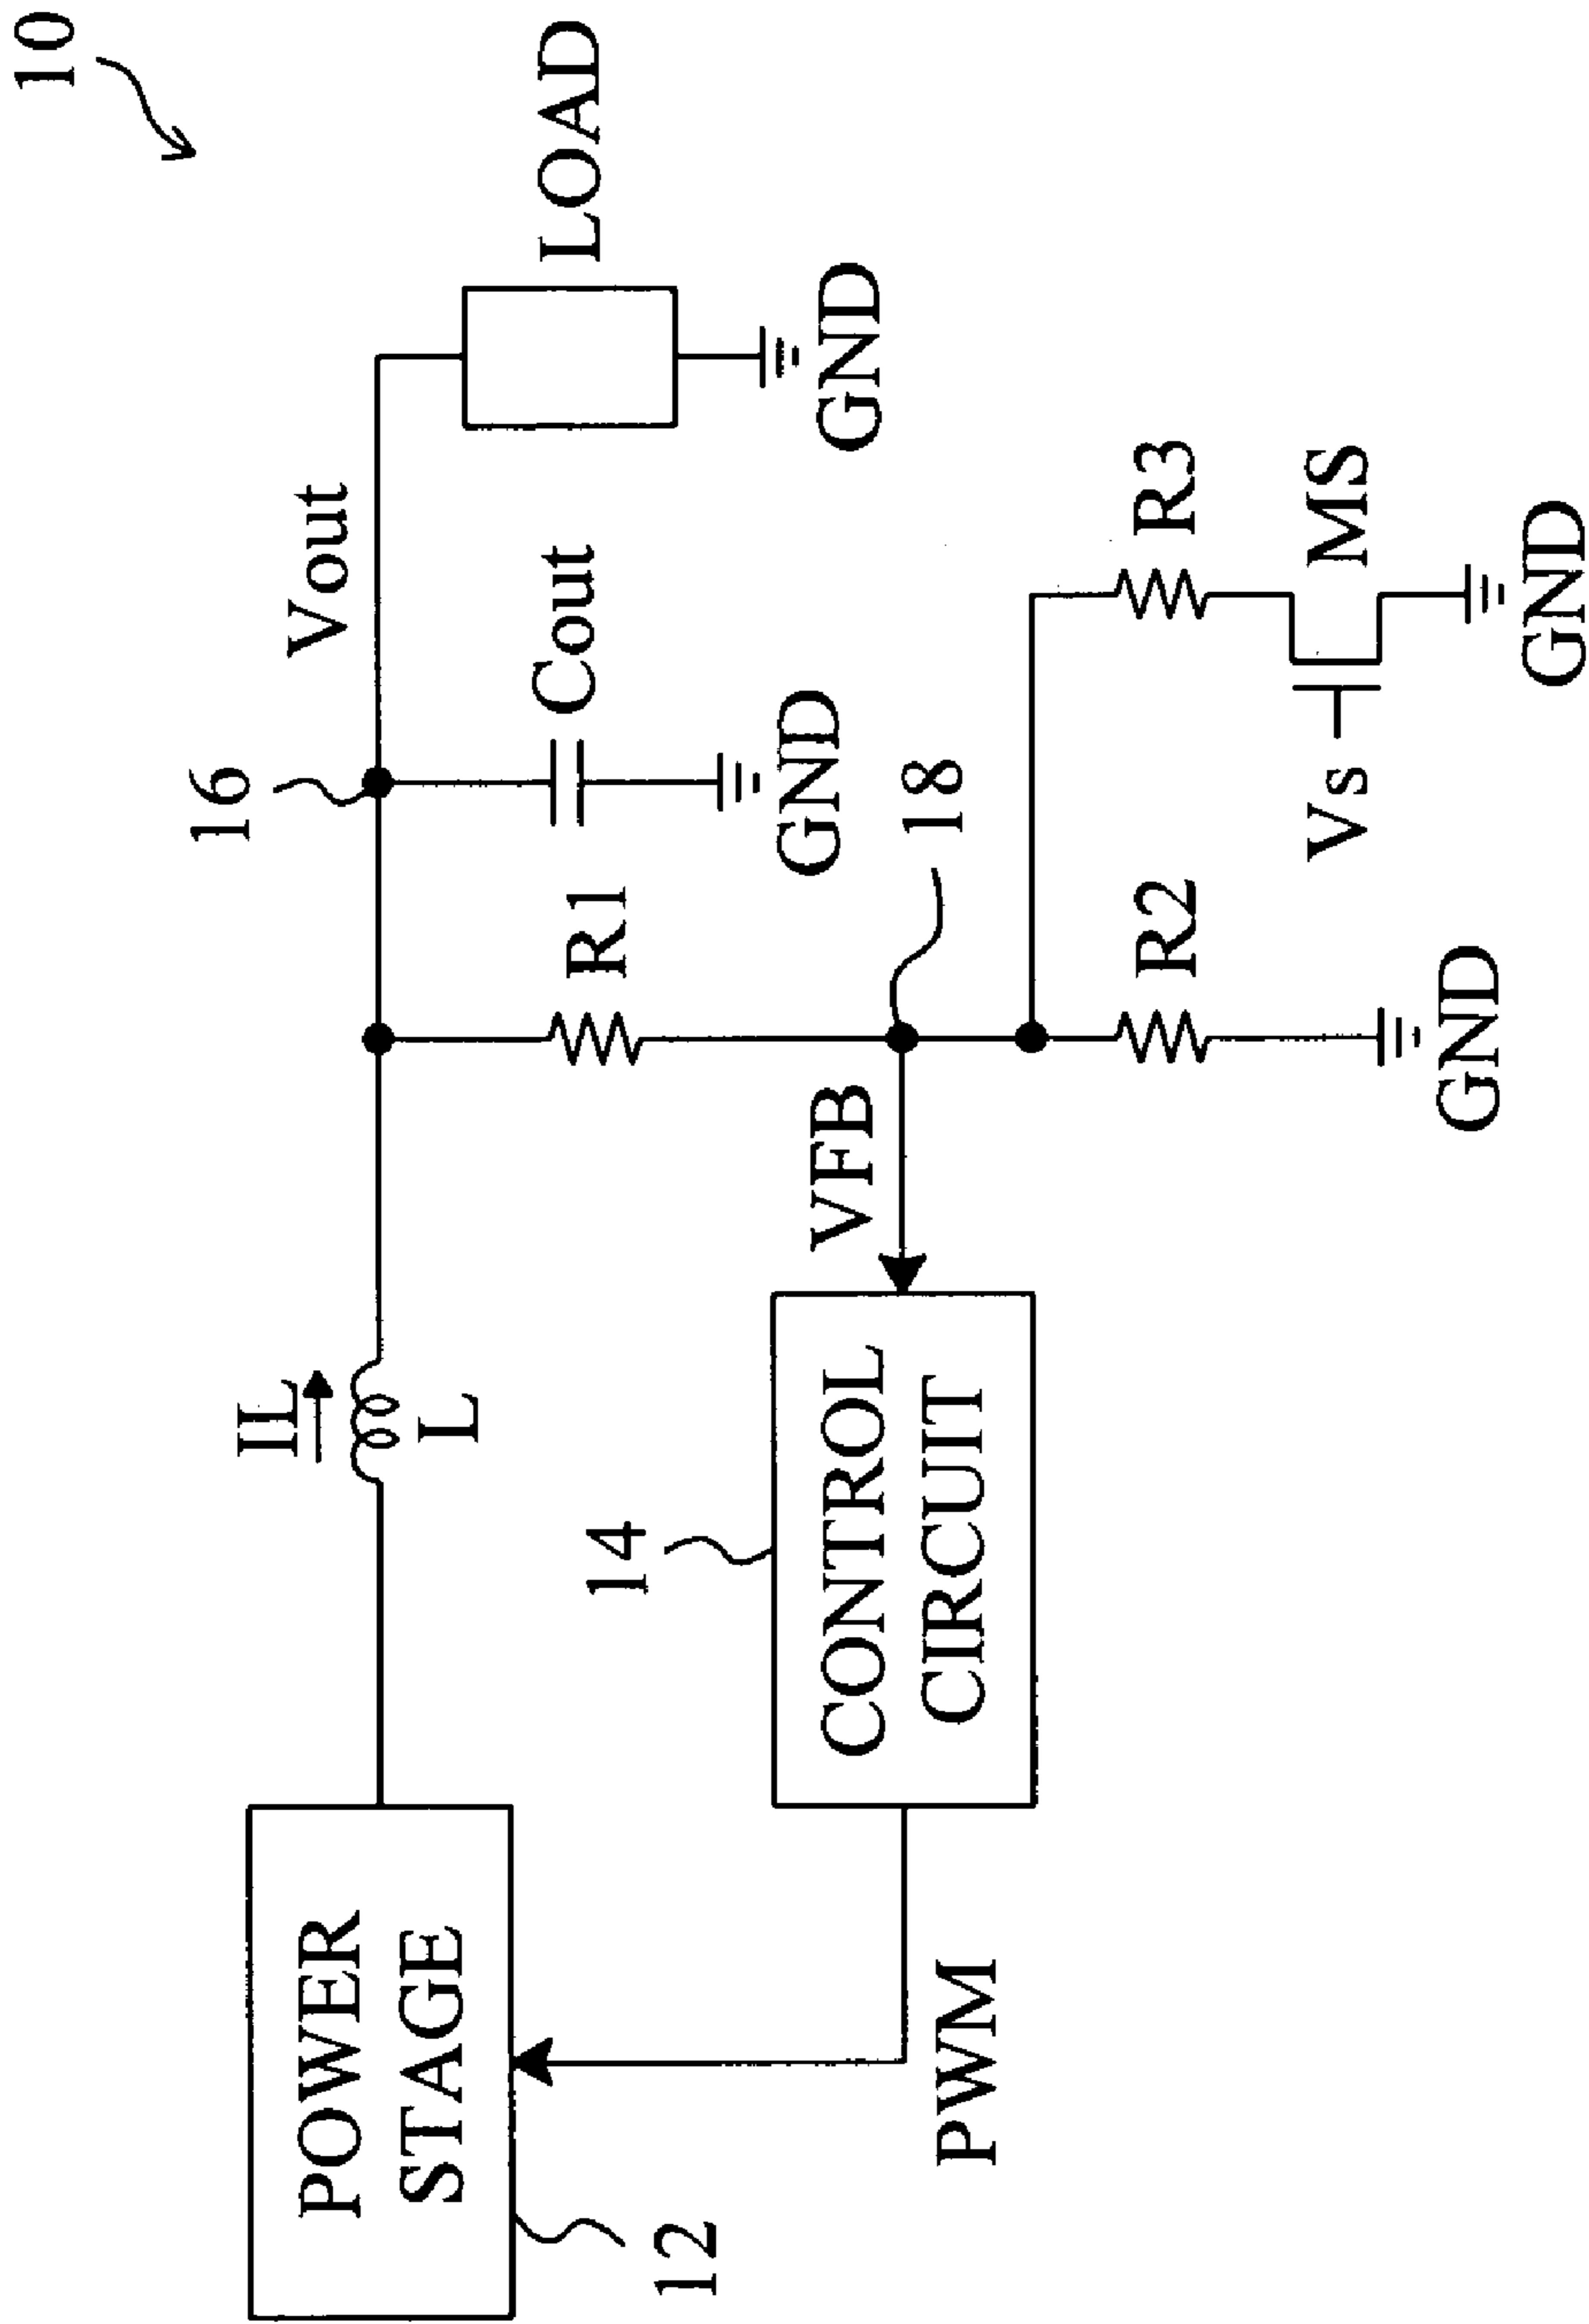 10
16
Vout
LOAD
IL
L
POWER
STAGE
12
R1
Cout
GND
GND
14
VFB
18
CONTROL
CIRCUIT
PWM
R2
R3
Vs
MS
GND
GND